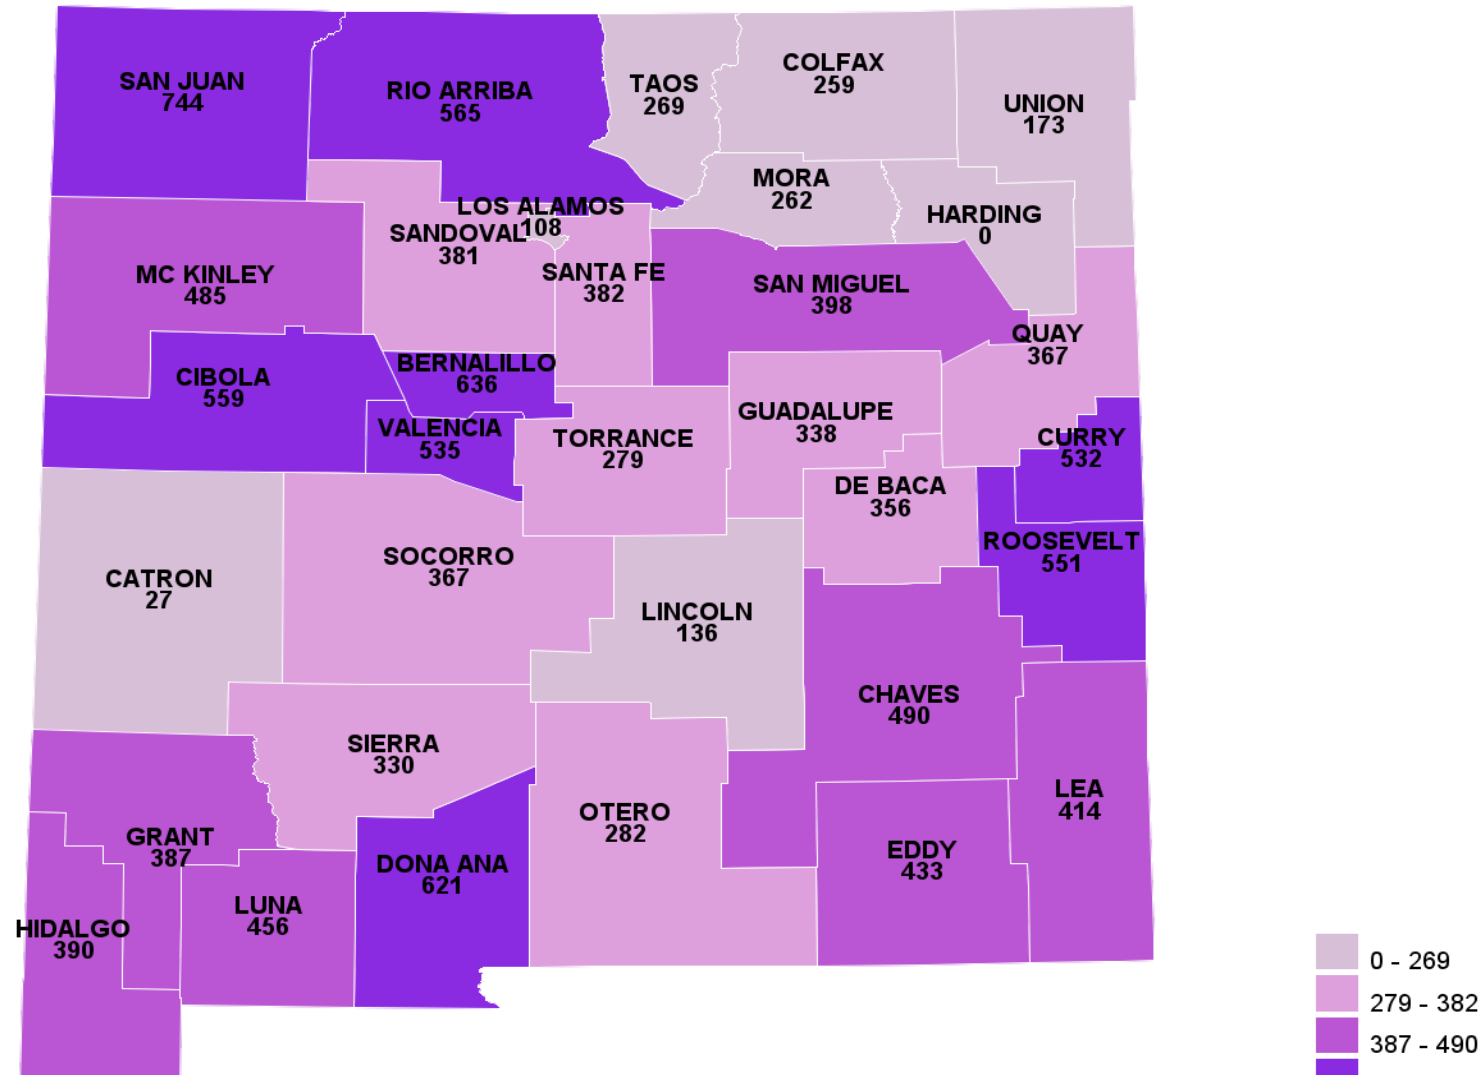 SAN JUAN
744
RIO ARRIBA
565
TAOS
269
COLFAX
259
UNION
173
MORA
262
HARDING
0
LOS ALAMOS
108
SANDOVAL
381
SANTA FE
382
MC KINLEY
485
SAN MIGUEL
398
QUAY
367
CIBOLA
559
BERNALILLO
636
VALENCIA
535
TORRANCE
279
GUADALUPE
338
CURRY
532
DE BACA
356
ROOSEVELT
551
CATRON
27
SOCORRO
367
LINCOLN
136
CHAVES
490
SIERRA
330
LEA
414
OTERO
282
GRANT
387
EDDY
433
DONA ANA
621
LUNA
456
HIDALGO
390
0 - 269
279 - 382
387 - 490